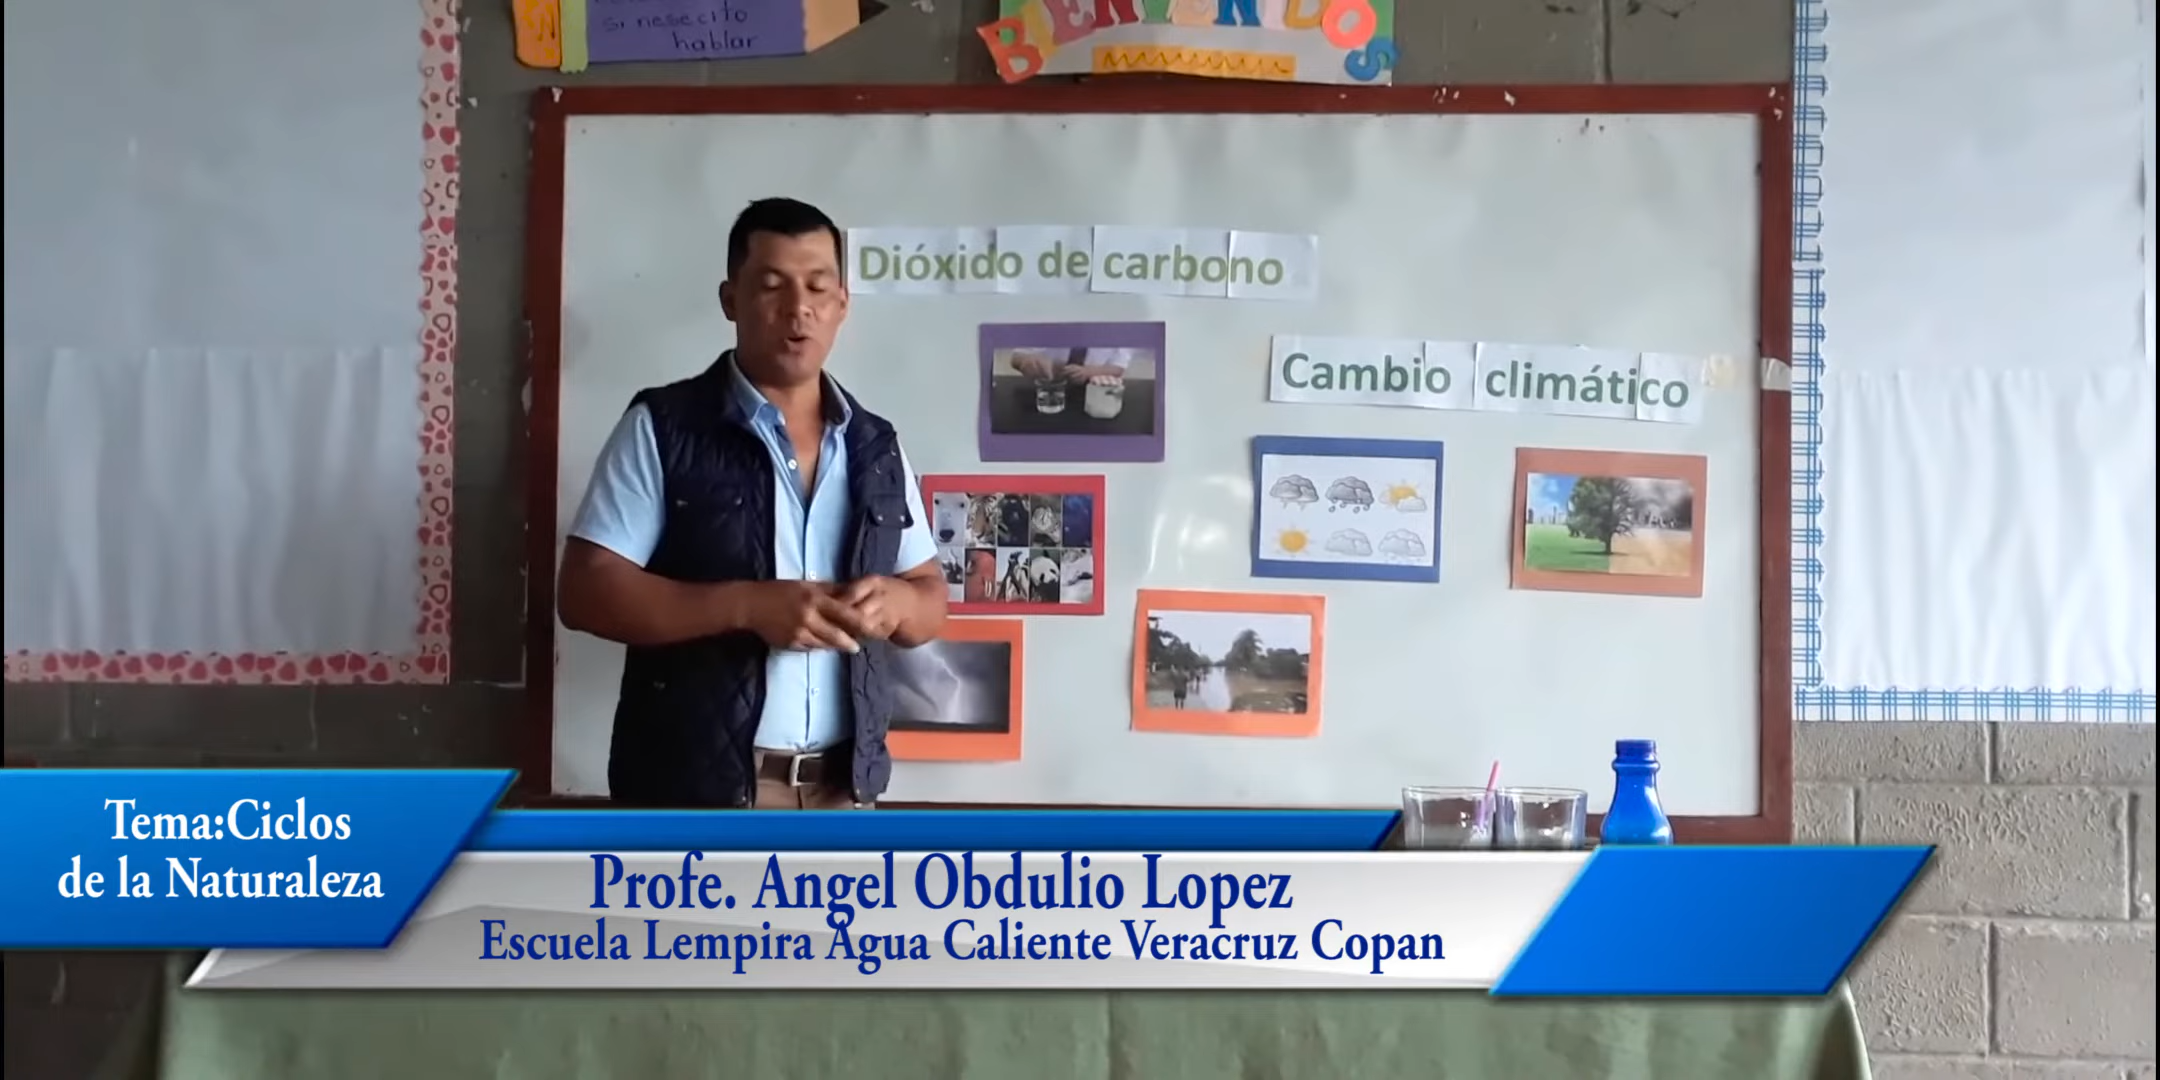 si nesecito
hablar
BIENVENIDOS
Dióxido de carbono
Cambio climático
Tema:Ciclos
de la Naturaleza
Profe. Angel Obdulio Lopez
Escuela Lempira Agua Caliente Veracruz Copan